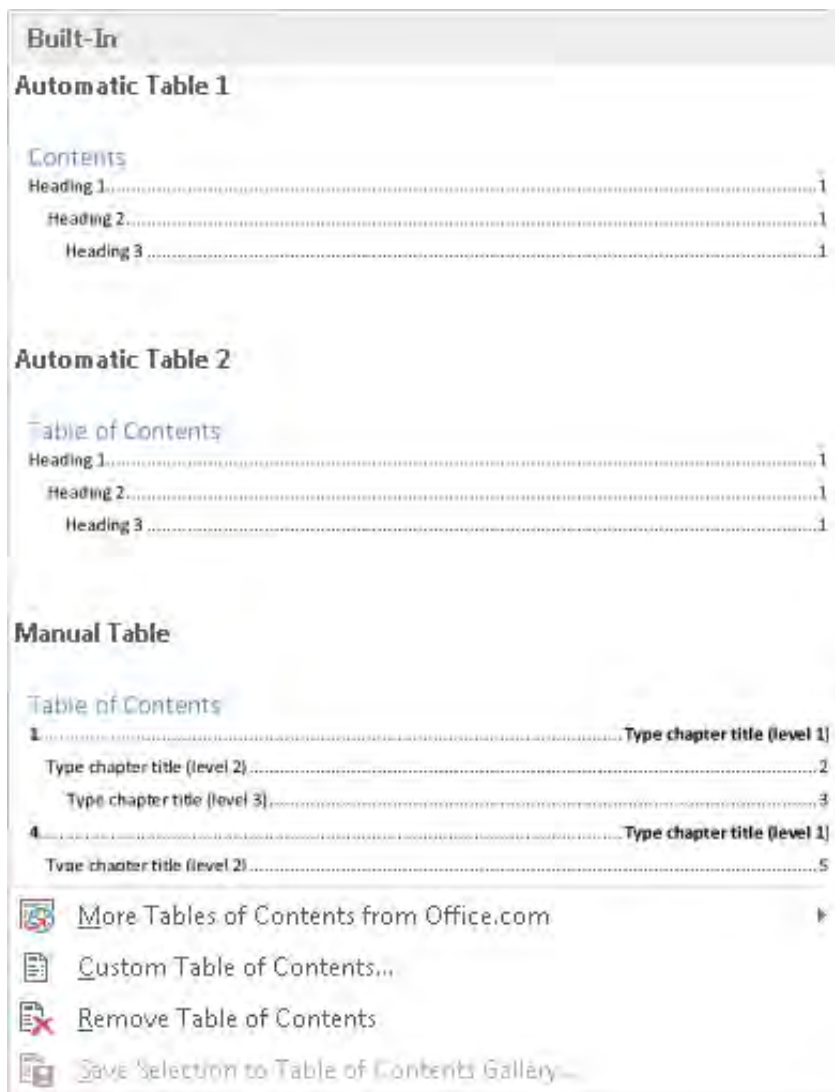 Built-In
Automatic Table 1
Contents
Heading 1....................1
Heading 2....................1
Heading 3....................1
Automatic Table 2
Table of Contents
Heading 1....................1
Heading 2....................1
Heading 3....................1
Manual Table
Table of Contents
1....................Type chapter title (level 1)
Type chapter title (level 2)....................2
Type chapter title (level 3)....................3
4....................Type chapter title (level 1)
Type chapter title (level 2)....................5
More Tables of Contents from Office.com
Custom Table of Contents...
Remove Table of Contents
Save Selection to Table of Contents Gallery...